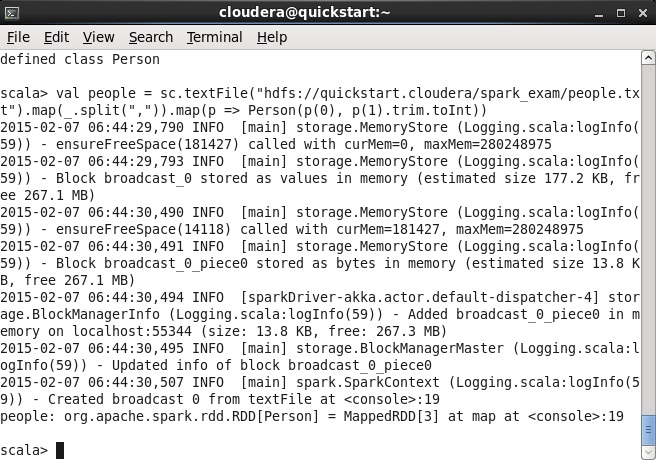 cloudera@quickstart:~
File Edit View Search Terminal Help
defined class Person
scala> val people = sc.textFile("hdfs://quickstart.cloudera/spark_exam/people.tx
t").map(_.split(",")).map(p => Person(p(0), p(1).trim.toInt))
2015-02-07 06:44:29,790 INFO  [main] storage.MemoryStore (Logging.scala:logInfo(
59)) - ensureFreeSpace(181427) called with curMem=0, maxMem=280248975
2015-02-07 06:44:29,793 INFO  [main] storage.MemoryStore (Logging.scala:logInfo(
59)) - Block broadcast_0 stored as values in memory (estimated size 177.2 KB, fr
ee 267.1 MB)
2015-02-07 06:44:30,490 INFO  [main] storage.MemoryStore (Logging.scala:logInfo(
59)) - ensureFreeSpace(14118) called with curMem=181427, maxMem=280248975
2015-02-07 06:44:30,491 INFO  [main] storage.MemoryStore (Logging.scala:logInfo(
59)) - Block broadcast_0_piece0 stored as bytes in memory (estimated size 13.8 K
B, free 267.1 MB)
2015-02-07 06:44:30,494 INFO  [sparkDriver-akka.actor.default-dispatcher-4] stor
age.BlockManagerInfo (Logging.scala:logInfo(59)) - Added broadcast_0_piece0 in m
emory on localhost:55344 (size: 13.8 KB, free: 267.3 MB)
2015-02-07 06:44:30,495 INFO  [main] storage.BlockManagerMaster (Logging.scala:l
ogInfo(59)) - Updated info of block broadcast_0_piece0
2015-02-07 06:44:30,507 INFO  [main] spark.SparkContext (Logging.scala:logInfo(5
9)) - Created broadcast 0 from textFile at <console>:19
people: org.apache.spark.rdd.RDD[Person] = MappedRDD[3] at map at <console>:19
scala>